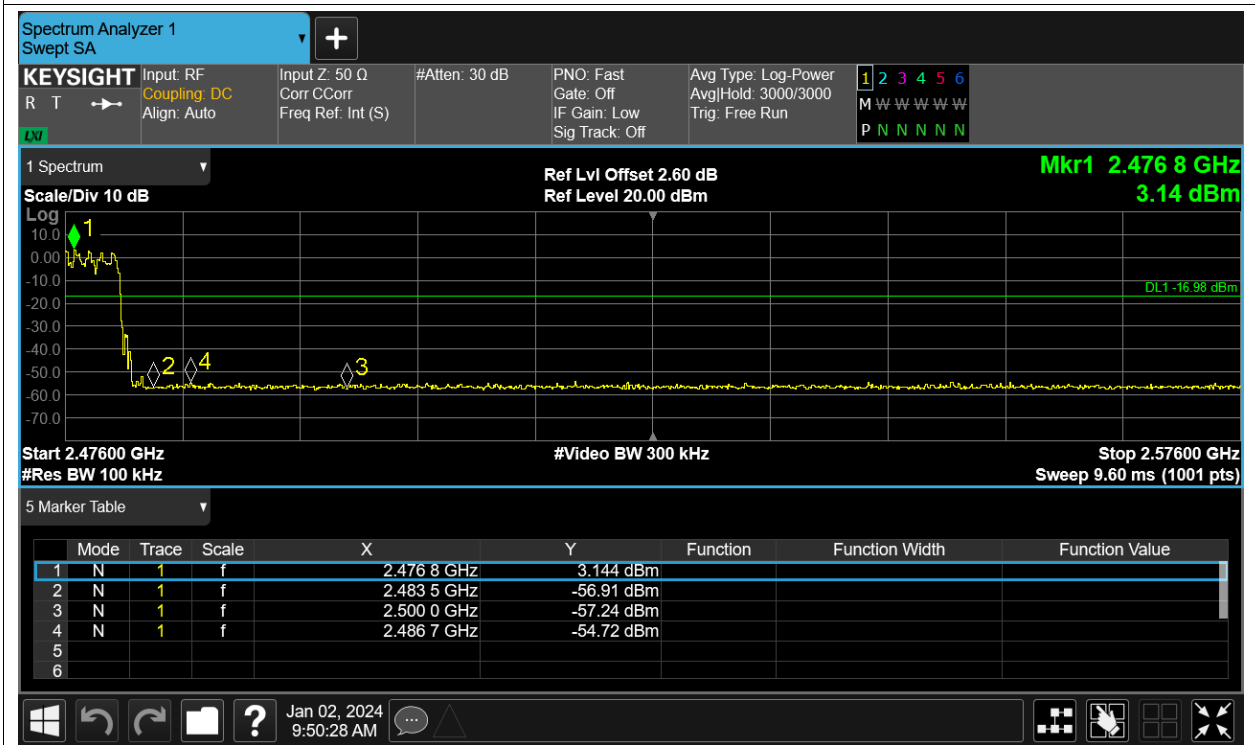 Spectrum Analyzer 1
Swept SA
+
KEYSIGHT Input: RF Input Z: 50 Ω #Atten: 30 dB PNO: Fast Avg Type: Log-Power 1 2 3 4 5 6
R T Coupling: DC Corr CCorr Gate: Off Avg|Hold: 3000/3000 M W W W W W
Align: Auto Freq Ref: Int (S) IF Gain: Low Trig: Free Run
LXI Sig Track: Off P N N N N N
1 Spectrum Ref Lvl Offset 2.60 dB Mkr1 2.476 8 GHz
Scale/Div 10 dB Ref Level 20.00 dBm 3.14 dBm
Log
1
10.0
0.00
-10.0
DL1 -16.98 dBm
-20.0
-30.0
-40.0
2 4 3
-50.0
-60.0
-70.0
Start 2.47600 GHz #Video BW 300 kHz Stop 2.57600 GHz
#Res BW 100 kHz Sweep 9.60 ms (1001 pts)
5 Marker Table
Mode Trace Scale X Y Function Function Width Function Value
1 N 1 f 2.476 8 GHz 3.144 dBm
2 N 1 f 2.483 5 GHz -56.91 dBm
3 N 1 f 2.500 0 GHz -57.24 dBm
4 N 1 f 2.486 7 GHz -54.72 dBm
5
6
? Jan 02, 2024
9:50:28 AM